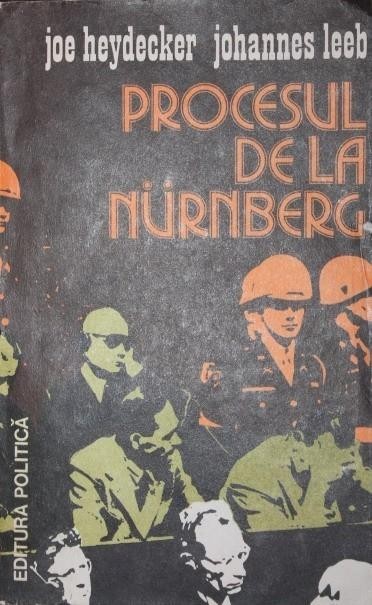 joe heydecker johannes leeb
PROCESUL
DE LA
NÜRNBERG
EDITURA POLITICĂ